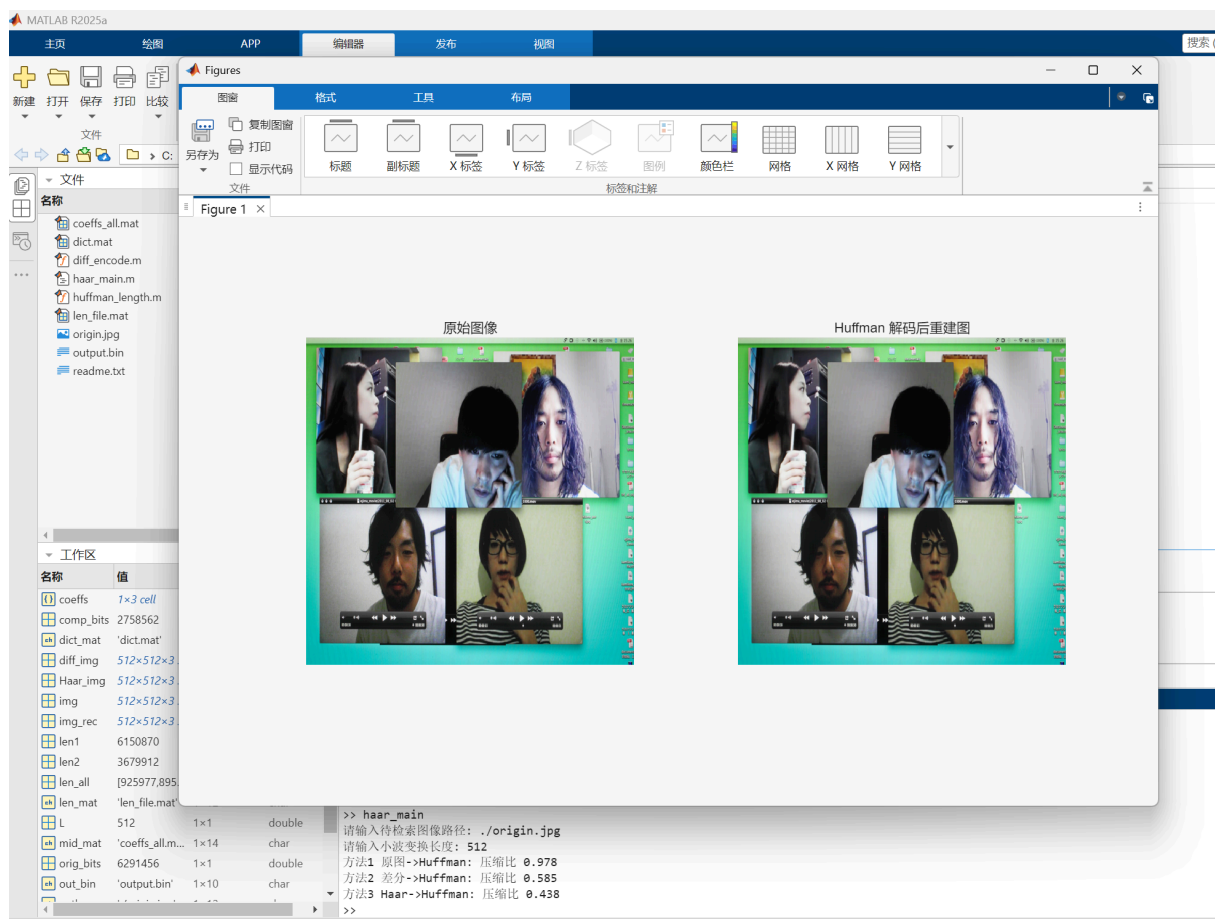 MATLAB R2025a
主页 绘图 APP 编辑器 发布 视图 搜索 (
新建 打开 保存 打印 比较
文件
C:
Figures
图窗 格式 工具 布局
另存为 复制图窗
打印
显示代码
文件
标题 副标题 X 标签 Y 标签 Z 标签 图例 颜色栏 网格 X 网格 Y 网格
标签和注解
Figure 1
文件
名称
coeffs_all.mat
dict.mat
diff_encode.m
haar_main.m
huffman_length.m
len_file.mat
origin.jpg
output.bin
readme.txt
原始图像 Huffman 解码后重建图
工作区
名称 值
coeffs 1×3 cell
comp_bits 2758562
dict_mat 'dict.mat'
diff_img 512×512×3
Haar_img 512×512×3
img 512×512×3
img_rec 512×512×3
len1 6150870
len2 3679912
len_all [925977,895
len_mat 'len_file.mat'
L 512 1×1 double
mid_mat 'coeffs_all.m... 1×14 char
orig_bits 6291456 1×1 double
out_bin 'output.bin' 1×10 char
>> haar_main
请输入待检索图像路径: ./origin.jpg
请输入小波变换长度: 512
方法1 原图->Huffman: 压缩比 0.978
方法2 差分->Huffman: 压缩比 0.585
方法3 Haar->Huffman: 压缩比 0.438
>>